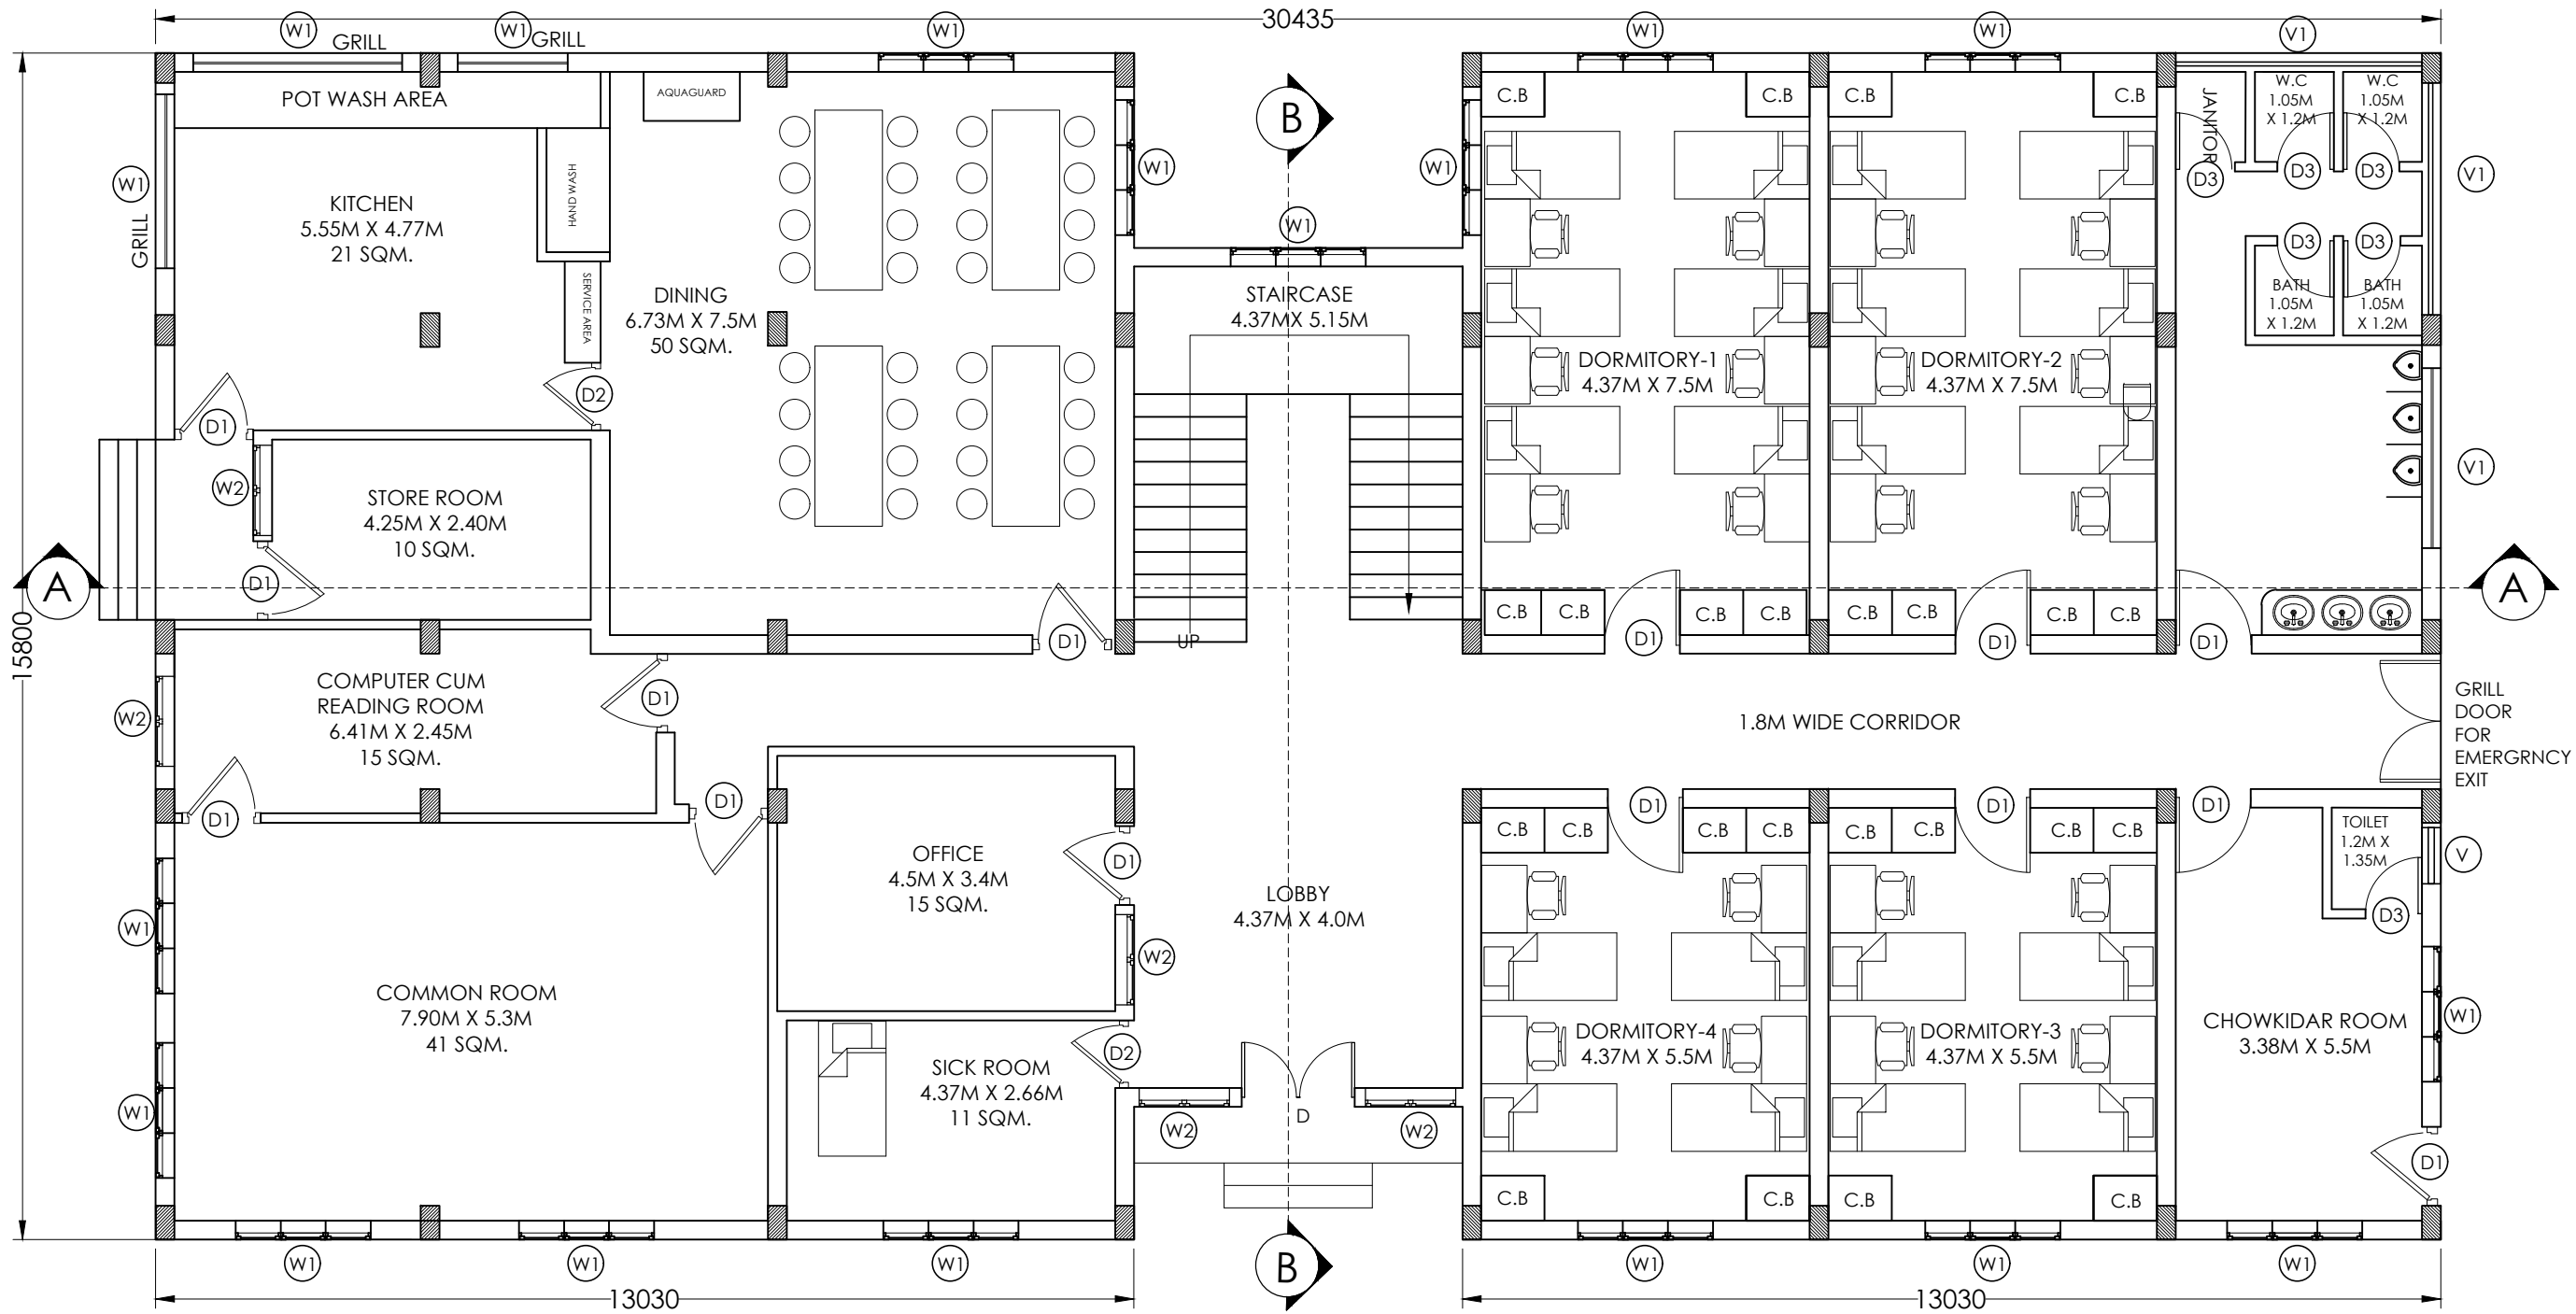 30435
W1
GRILL
W1
GRILL
W1
W1
W1
V1
POT WASH AREA
AQUAGUARD
B
C.B
C.B
C.B
C.B
JANITOR
W.C
1.05M
X 1.2M
W.C
1.05M
X 1.2M
W1
GRILL
KITCHEN
5.55M X 4.77M
21 SQM.
HAND WASH
W1
W1
W1
D3
D3
D3
V1
D3
D3
SERVICE AREA
DINING
6.73M X 7.5M
50 SQM.
STAIRCASE
4.37MX 5.15M
BATH
1.05M
X 1.2M
BATH
1.05M
X 1.2M
DORMITORY-1
4.37M X 7.5M
DORMITORY-2
4.37M X 7.5M
D2
D1
W2
STORE ROOM
4.25M X 2.40M
10 SQM.
V1
A
D1
A
C.B
C.B
C.B
C.B
C.B
C.B
C.B
C.B
15800
D1
UP
D1
D1
D1
COMPUTER CUM
READING ROOM
6.41M X 2.45M
15 SQM.
D1
W2
1.8M WIDE CORRIDOR
GRILL
DOOR
FOR
EMERGRNCY
EXIT
D1
D1
D1
D1
D1
C.B
C.B
C.B
C.B
C.B
C.B
C.B
C.B
TOILET
1.2M X
1.35M
V
OFFICE
4.5M X 3.4M
15 SQM.
D1
LOBBY
4.37M X 4.0M
D3
W1
W2
COMMON ROOM
7.90M X 5.3M
41 SQM.
W1
CHOWKIDAR ROOM
3.38M X 5.5M
W1
DORMITORY-4
4.37M X 5.5M
DORMITORY-3
4.37M X 5.5M
D2
SICK ROOM
4.37M X 2.66M
11 SQM.
W2
D
W2
D1
C.B
C.B
C.B
C.B
W1
W1
W1
B
W1
W1
W1
13030
13030